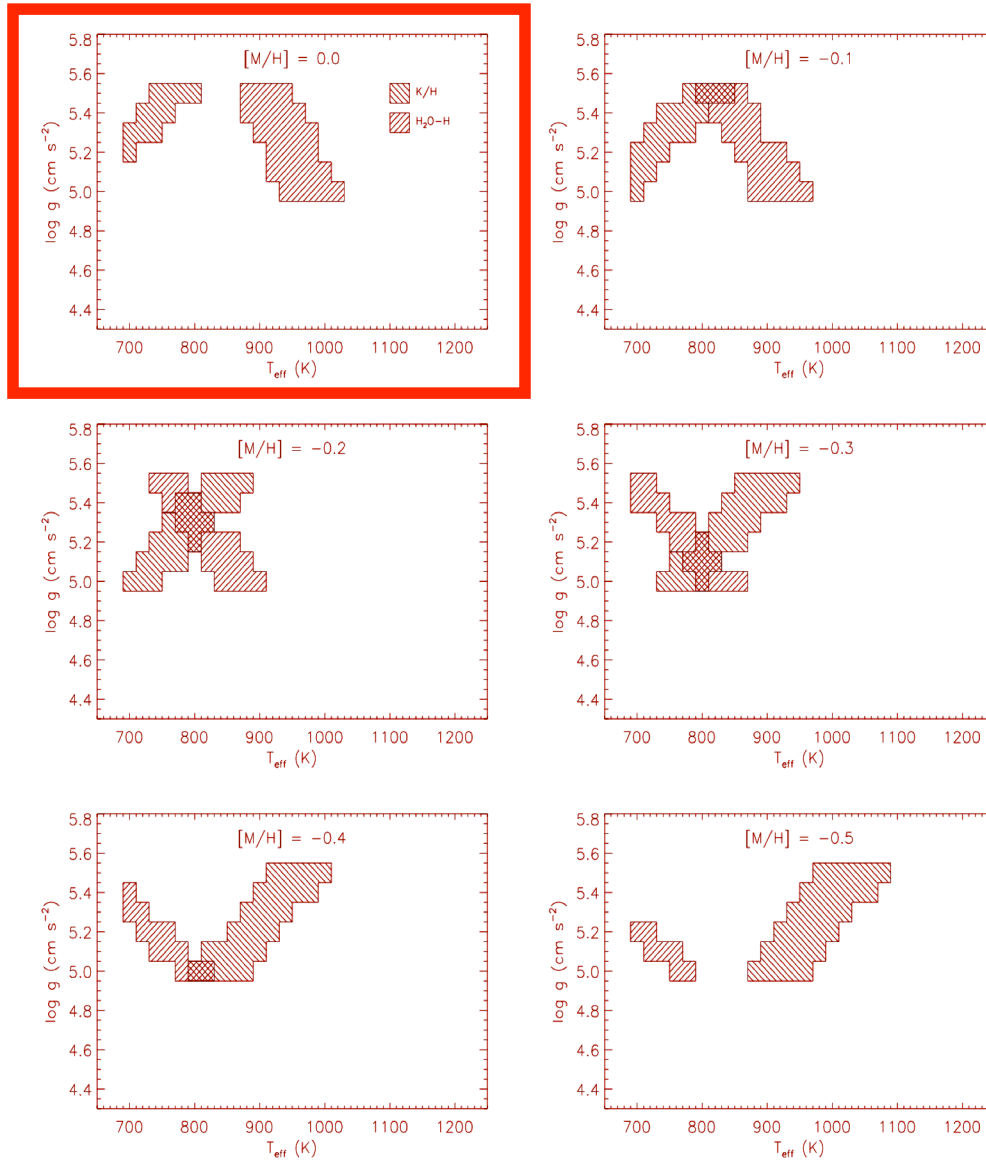 [M/H] = 0.0
K/H
H₂O−H
log g (cm s⁻²)
5.8
5.6
5.4
5.2
5.0
4.8
4.6
4.4
700 800 900 1000 1100 1200
T_eff (K)
[M/H] = −0.1
log g (cm s⁻²)
5.8
5.6
5.4
5.2
5.0
4.8
4.6
4.4
700 800 900 1000 1100 1200
T_eff (K)
[M/H] = −0.2
log g (cm s⁻²)
5.8
5.6
5.4
5.2
5.0
4.8
4.6
4.4
700 800 900 1000 1100 1200
T_eff (K)
[M/H] = −0.3
log g (cm s⁻²)
5.8
5.6
5.4
5.2
5.0
4.8
4.6
4.4
700 800 900 1000 1100 1200
T_eff (K)
[M/H] = −0.4
log g (cm s⁻²)
5.8
5.6
5.4
5.2
5.0
4.8
4.6
4.4
700 800 900 1000 1100 1200
T_eff (K)
[M/H] = −0.5
log g (cm s⁻²)
5.8
5.6
5.4
5.2
5.0
4.8
4.6
4.4
700 800 900 1000 1100 1200
T_eff (K)